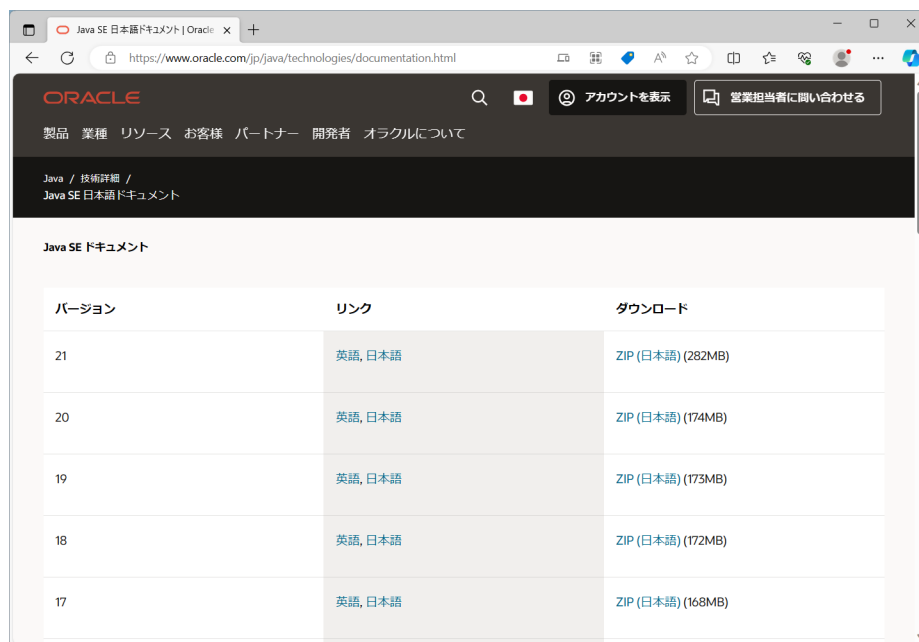 Java SE 日本語ドキュメント | Oracle
https://www.oracle.com/jp/java/technologies/documentation.html
ORACLE
アカウントを表示
営業担当者に問い合わせる
製品 業種 リソース お客様 パートナー 開発者 オラクルについて
Java / 技術詳細 /
Java SE 日本語ドキュメント
Java SE ドキュメント
バージョン リンク ダウンロード
21 英語, 日本語 ZIP (日本語) (282MB)
20 英語, 日本語 ZIP (日本語) (174MB)
19 英語, 日本語 ZIP (日本語) (173MB)
18 英語, 日本語 ZIP (日本語) (172MB)
17 英語, 日本語 ZIP (日本語) (168MB)